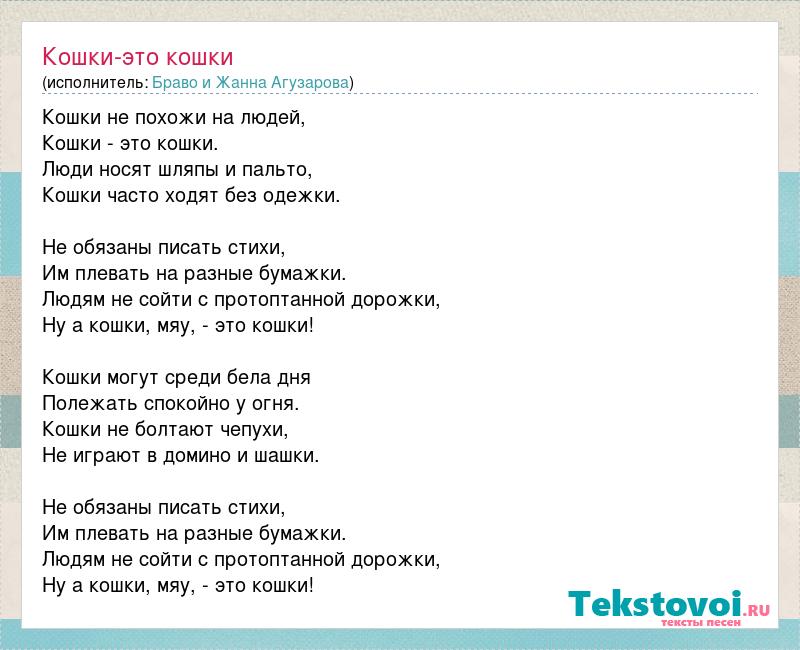 Кошки-это кошки
(исполнитель: Браво и Жанна Агузарова)
Кошки не похожи на людей,
Кошки - это кошки.
Люди носят шляпы и пальто,
Кошки часто ходят без одежки.
Не обязаны писать стихи,
Им плевать на разные бумажки.
Людям не сойти с протоптанной дорожки,
Ну а кошки, мяу, - это кошки!
Кошки могут среди бела дня
Полежать спокойно у огня.
Кошки не болтают чепухи,
Не играют в домино и шашки.
Не обязаны писать стихи,
Им плевать на разные бумажки.
Людям не сойти с протоптанной дорожки,
Ну а кошки, мяу, - это кошки!
Tekstovoi.RU
тексты песен